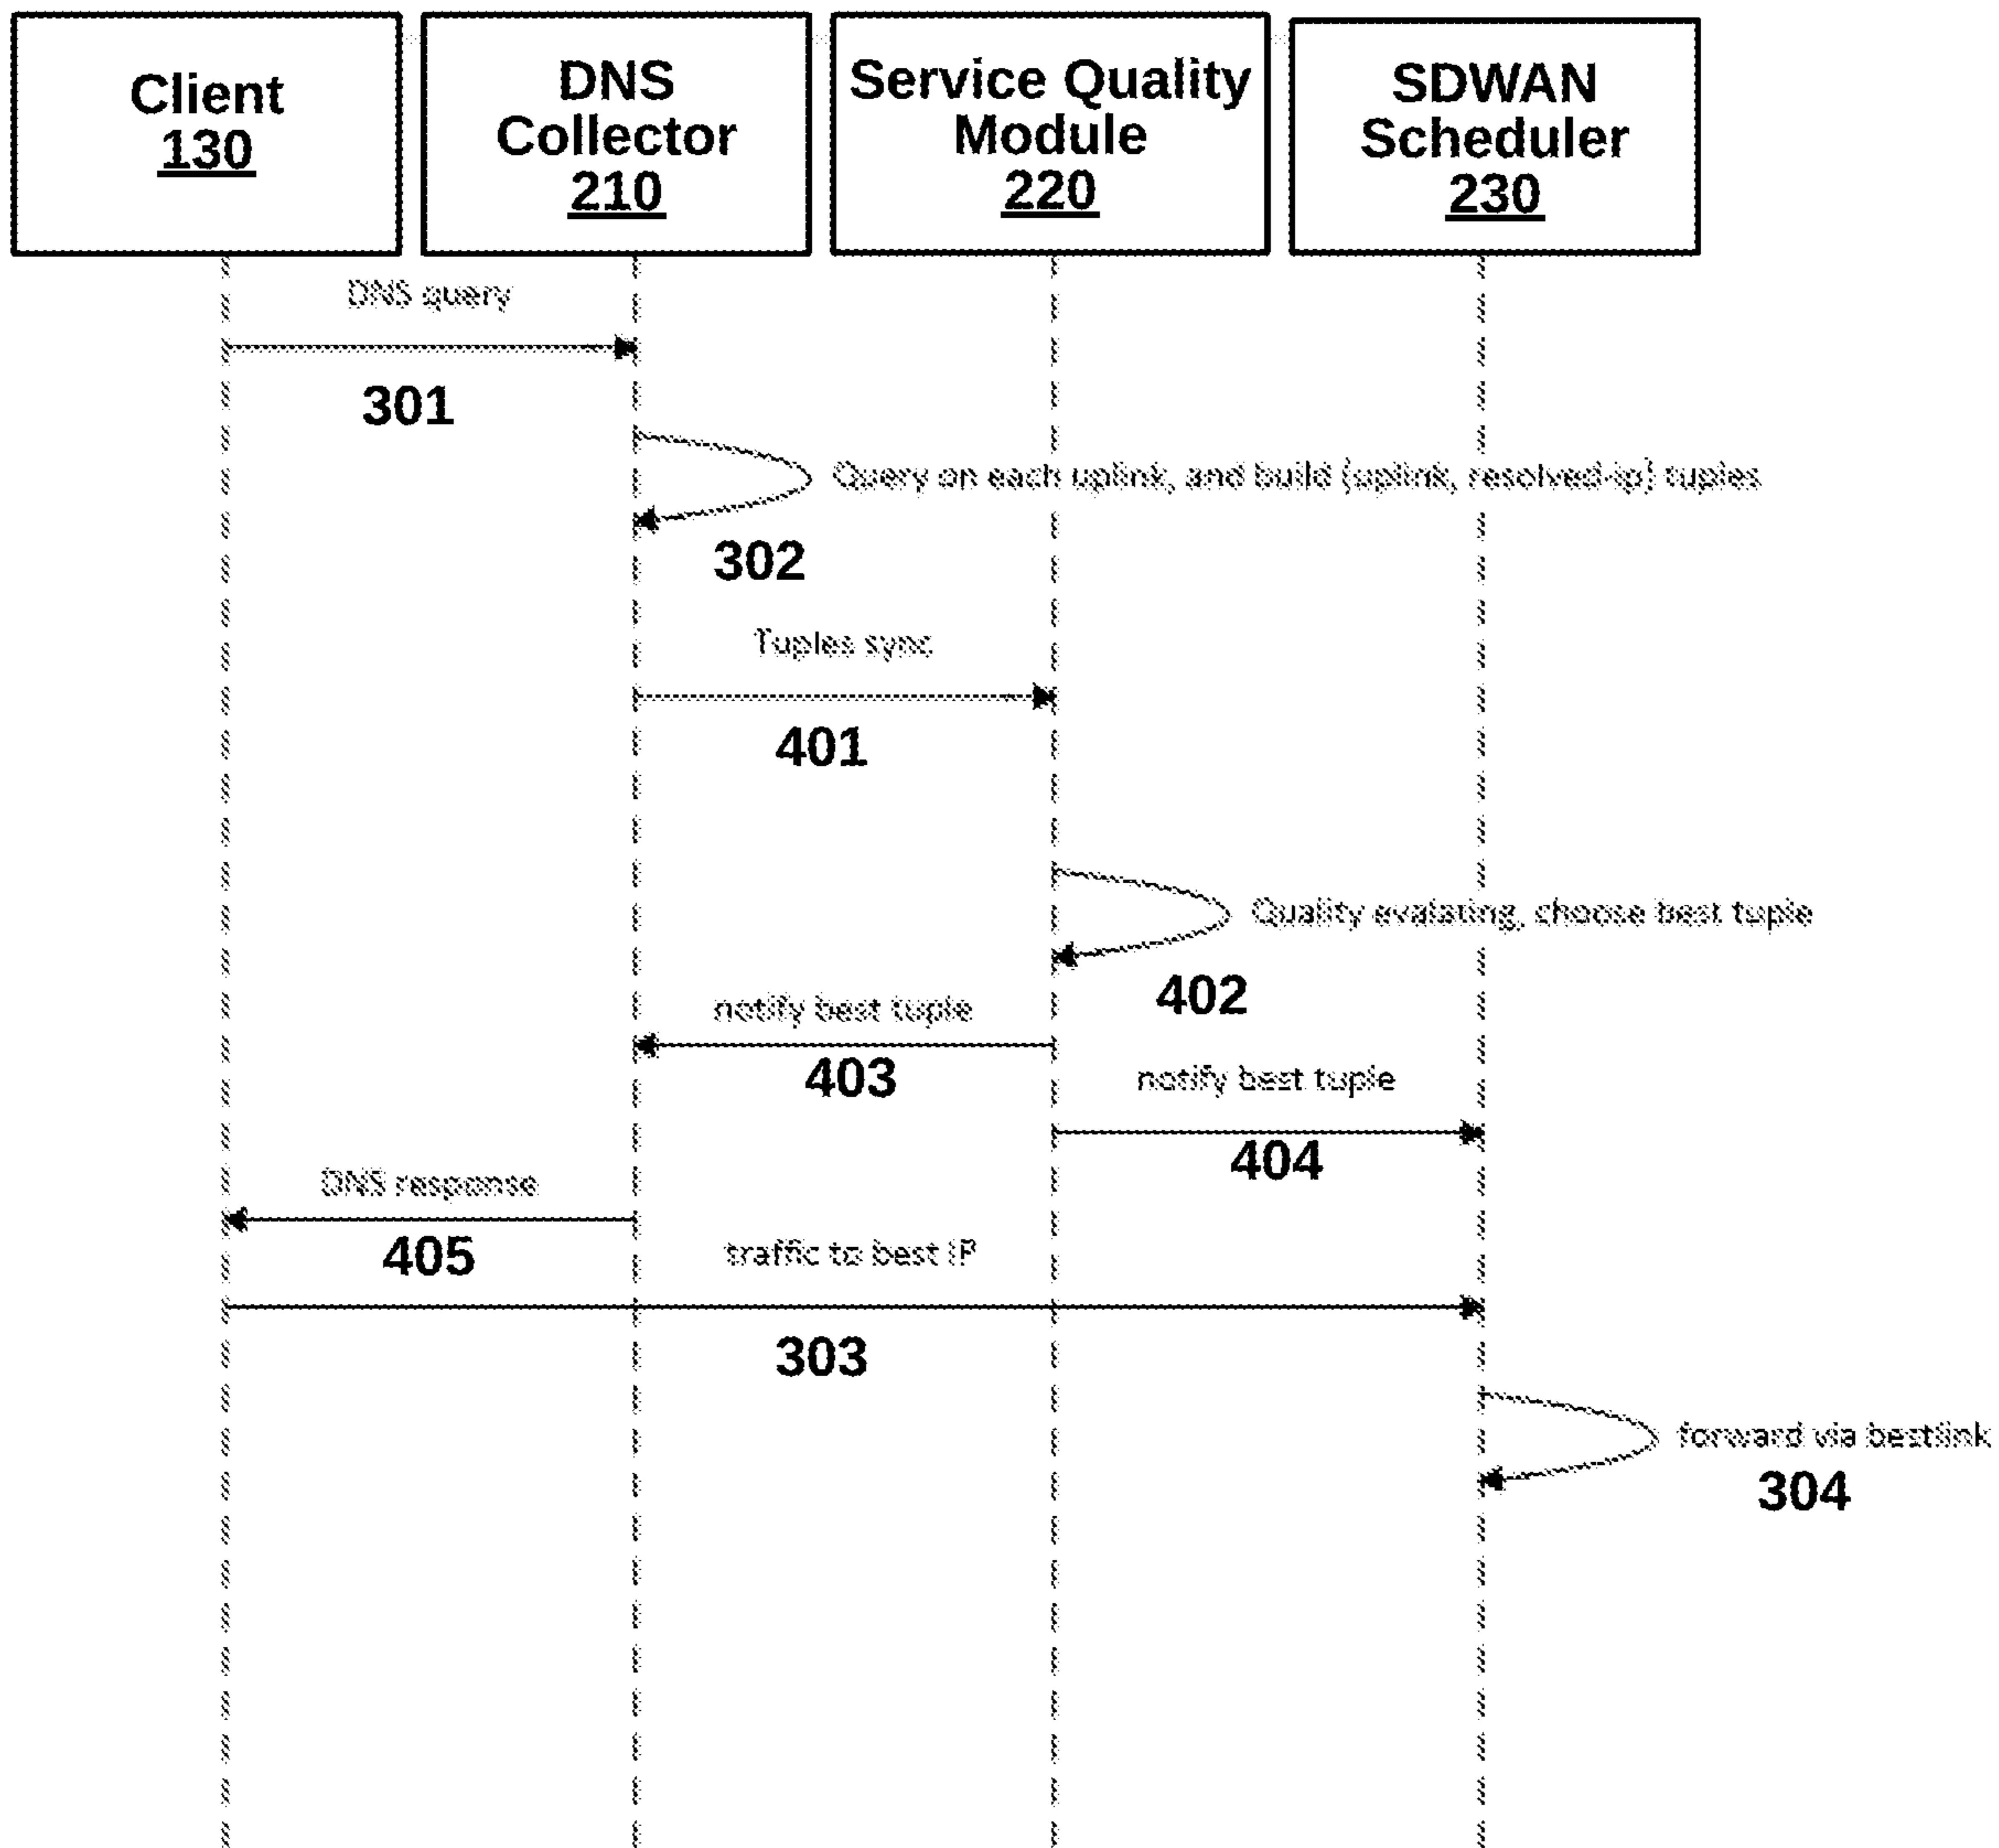 Client
130
DNS
Collector
210
Service Quality
Module
220
SDWAN
Scheduler
230
DNS query
301
Query on each uplink, and build {uplink, resolved-ip} tuples
302
Tuples sync
401
Quality evalating, choose best tuple
402
notify best tuple
403
notify best tuple
404
DNS response
405
traffic to best IP
303
forward via bestlink
304